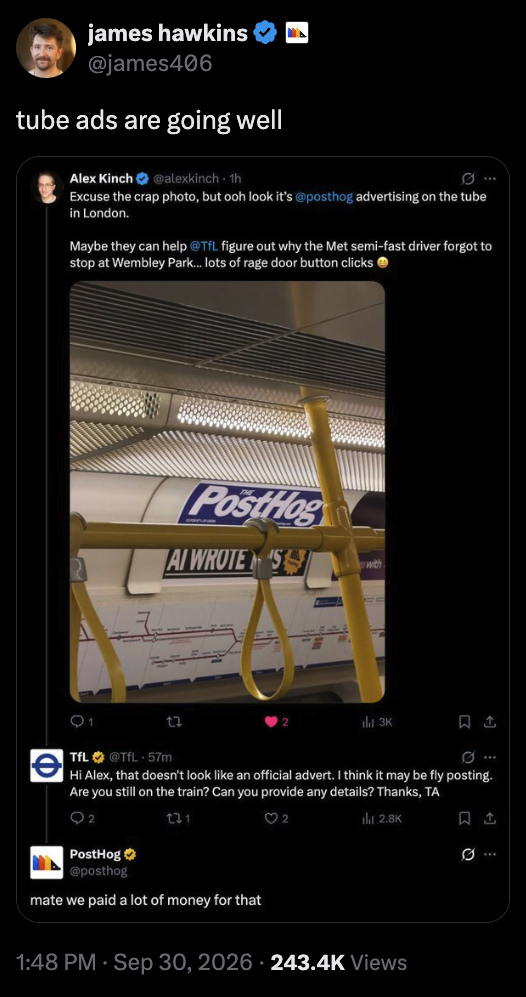 james hawkins
@james406
tube ads are going well
Alex Kinch @alexkinch · 1h
Excuse the crap photo, but ooh look it's @posthog advertising on the tube
in London.
Maybe they can help @TfL figure out why the Met semi-fast driver forgot to
stop at Wembley Park... lots of rage door button clicks 😄
THE
PostHog
AI WROTE
1
2
3K
TfL @TfL · 57m
Hi Alex, that doesn't look like an official advert. I think it may be fly posting.
Are you still on the train? Can you provide any details? Thanks, TA
2
1
2
2.8K
PostHog
@posthog
mate we paid a lot of money for that
1:48 PM · Sep 30, 2026 · 243.4K Views